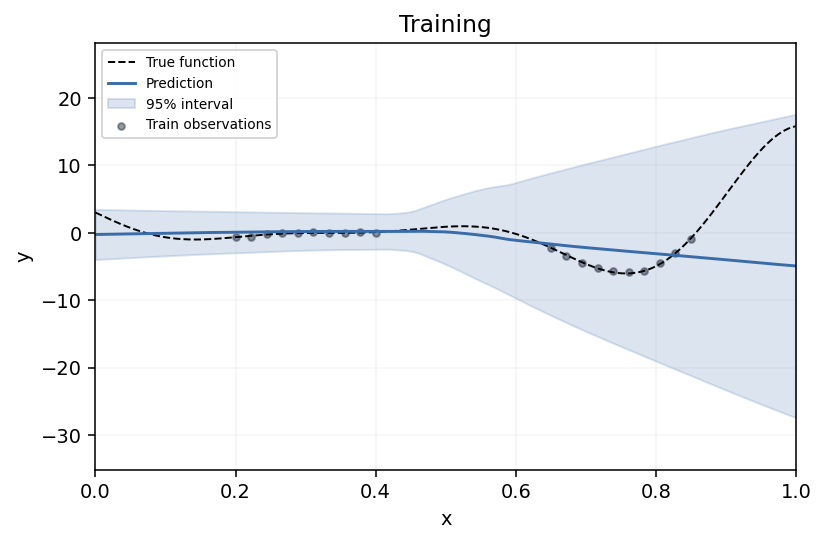 Training
True function
Prediction
95% interval
Train observations
20
10
0
−10
−20
−30
y
0.0 0.2 0.4 0.6 0.8 1.0
x